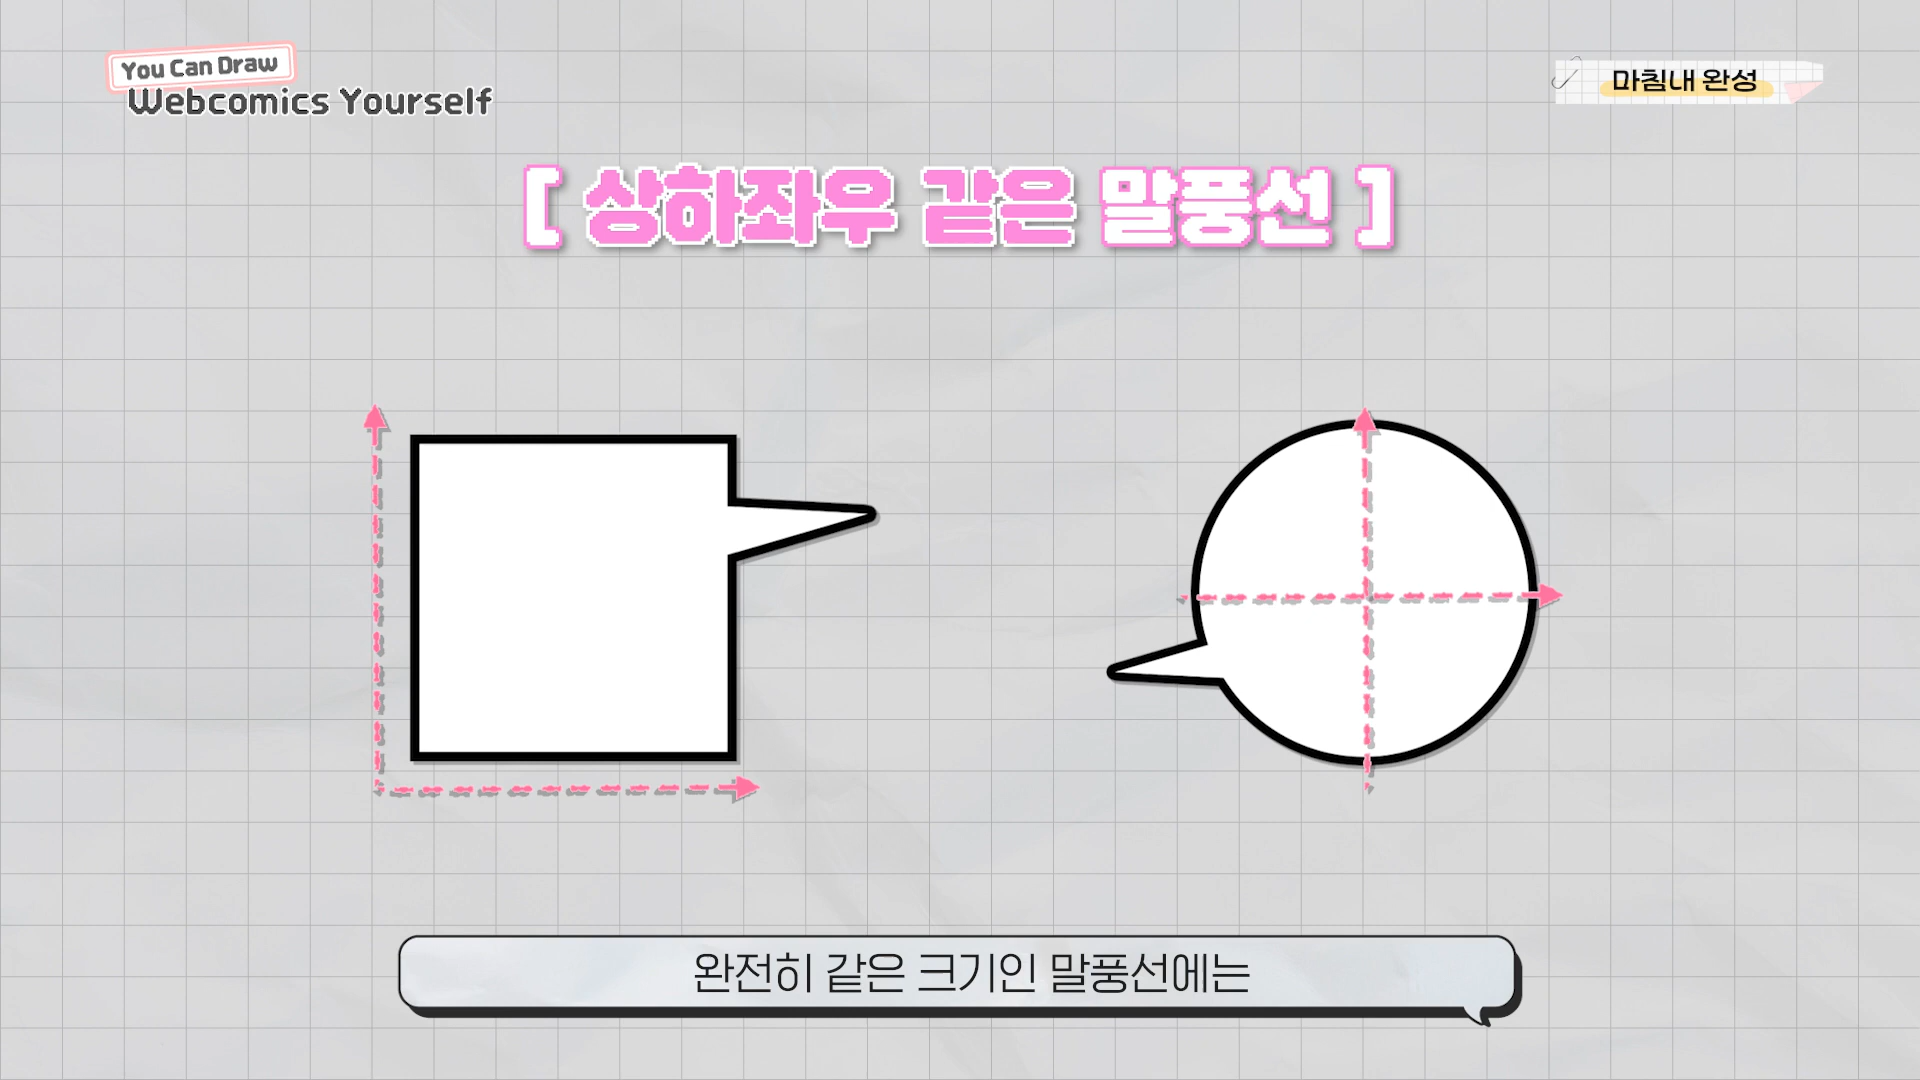 You Can Draw
Webcomics Yourself
마침내 완성
[ 상하좌우 같은 말풍선 ]
완전히 같은 크기인 말풍선에는